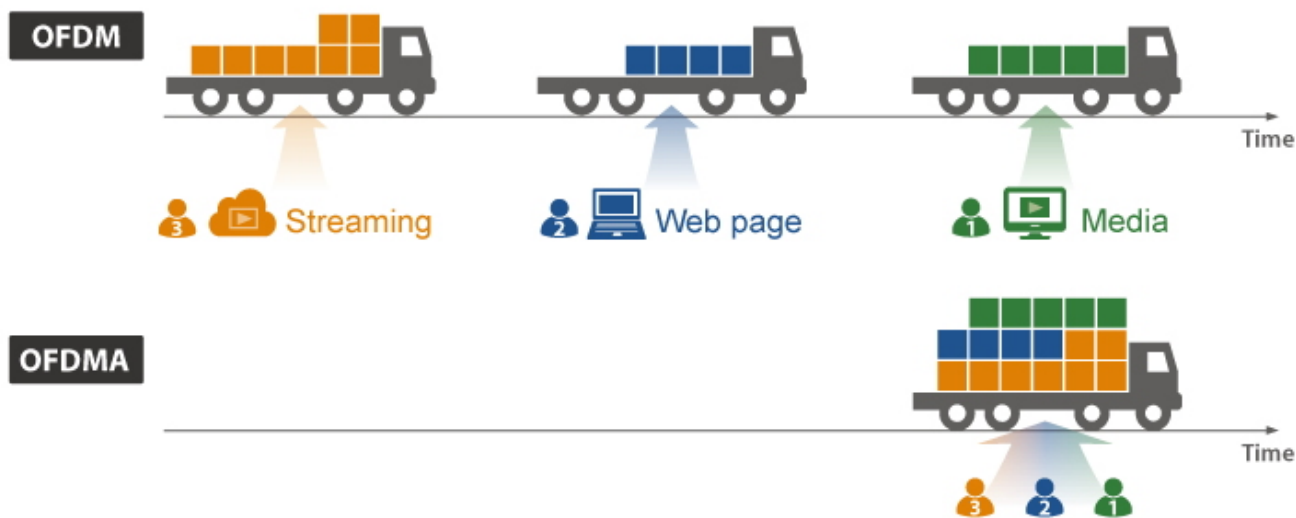 OFDM
Time
3 Streaming
2 Web page
1 Media
OFDMA
Time
3 2 1